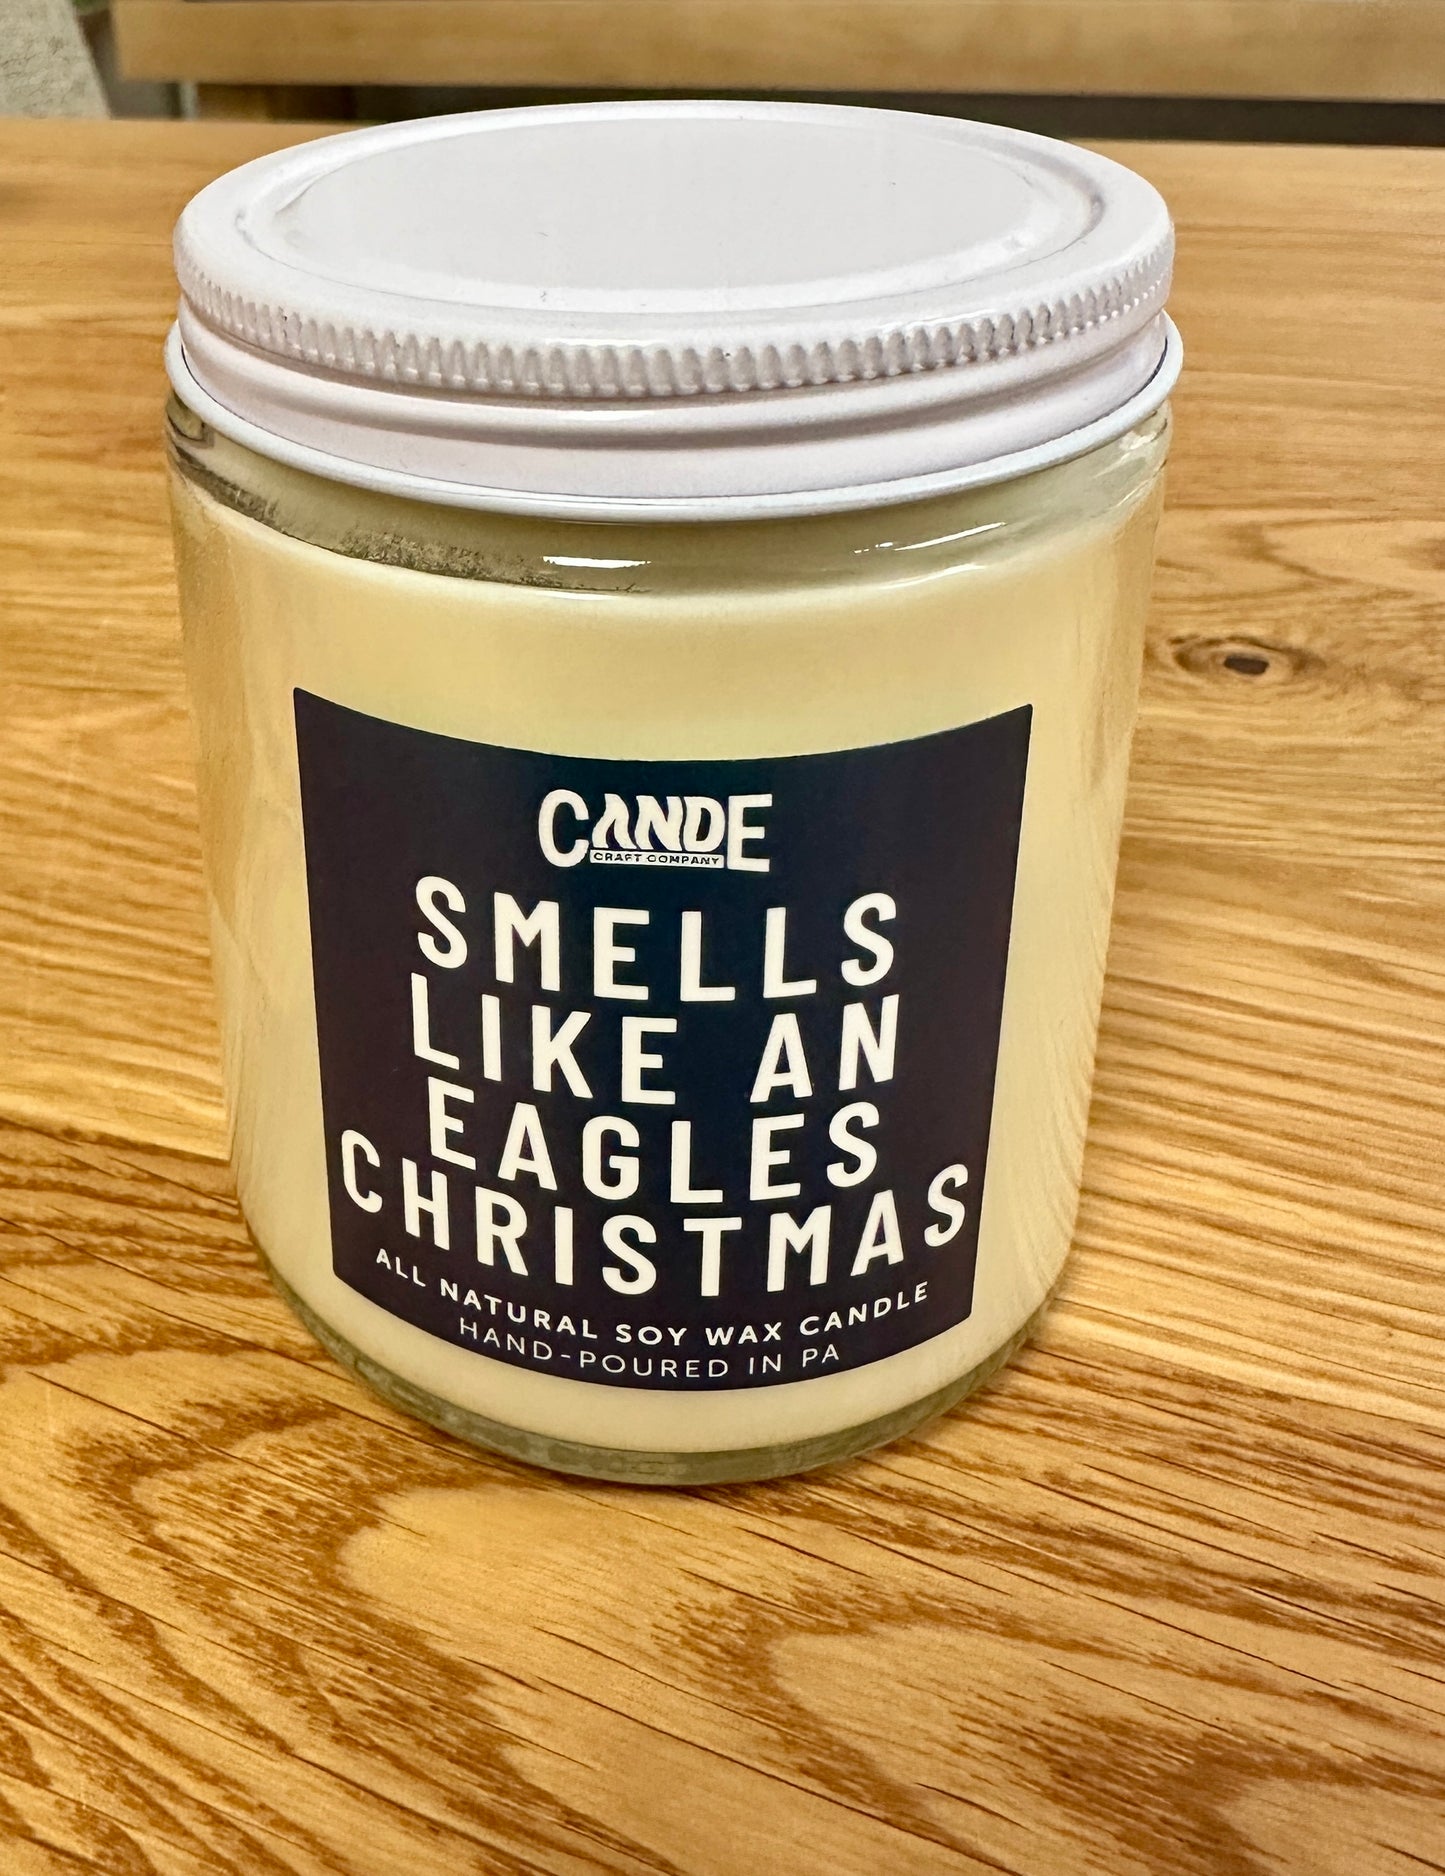 CANDE
CRAFT COMPANY
SMELLS
LIKE AN
EAGLES
CHRISTMAS
ALL NATURAL SOY WAX CANDLE
HAND-POURED IN PA